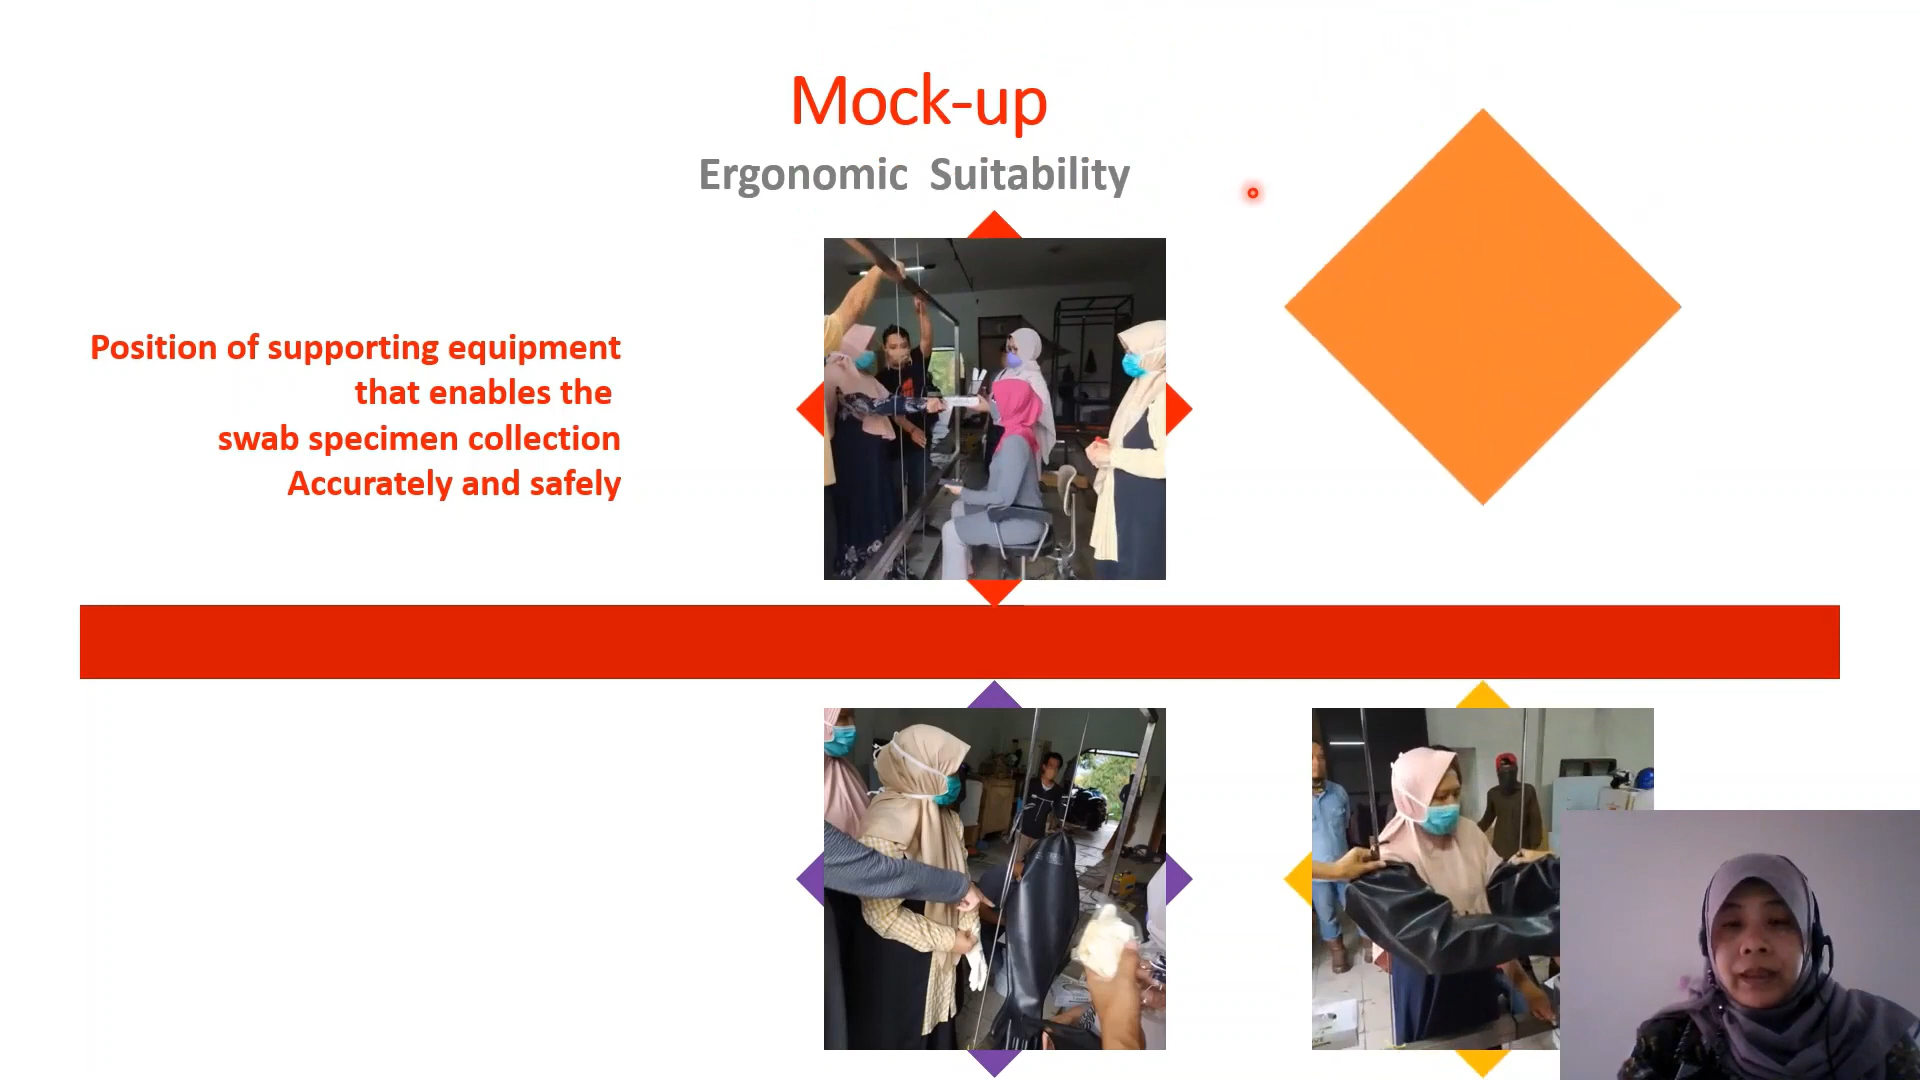 Mock-up
Ergonomic Suitability
Position of supporting equipment
that enables the
swab specimen collection
Accurately and safely